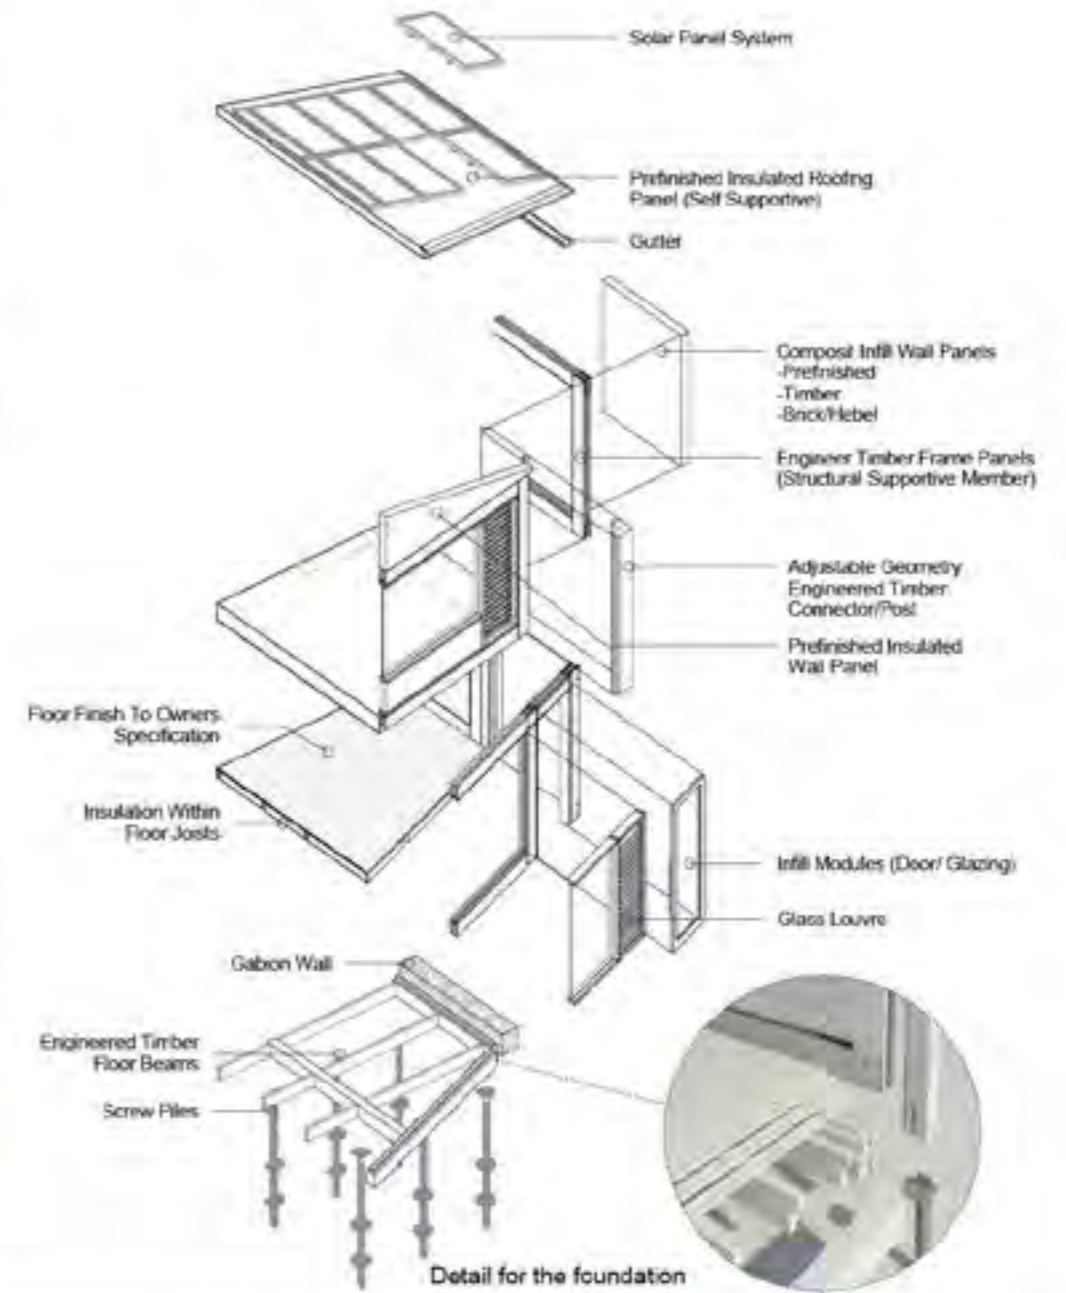 Solar Panel System
Prefinished Insulated Roofing
Panel (Self Supportive)
Gutter
Composit Infill Wall Panels
-Prefinished
-Timber
-Brick/Hebel
Engineer Timber Frame Panels
(Structural Supportive Member)
Adjustable Geometry
Engineered Timber
Connector/Post
Prefinished Insulated
Wall Panel
Floor Finish To Owners
Specification
Insulation Within
Floor Joists
Infill Modules (Door/ Glazing)
Glass Louvre
Gabion Wall
Engineered Timber
Floor Beams
Screw Piles
Detail for the foundation